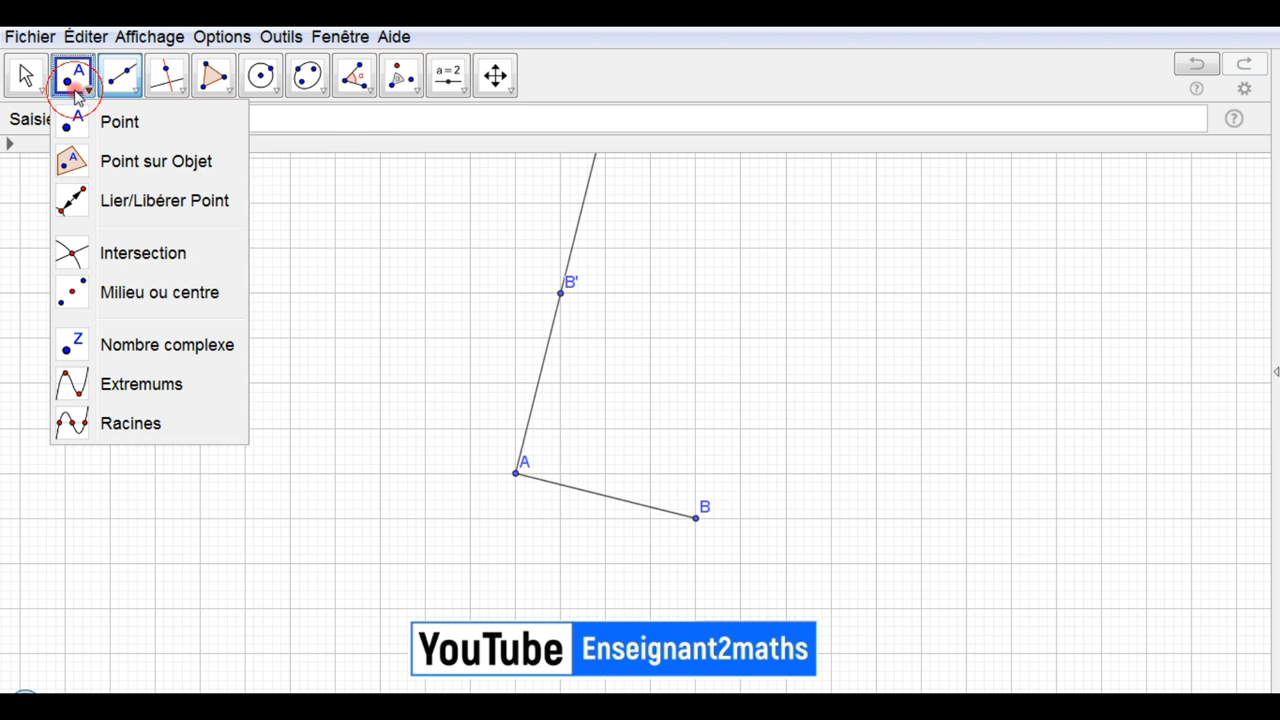 Fichier Éditer Affichage Options Outils Fenêtre Aide
A
α
a=2
Saisie
A Point
A Point sur Objet
Lier/Libérer Point
Intersection
Milieu ou centre
Z Nombre complexe
Extremums
Racines
B'
A
B
YouTube Enseignant2maths